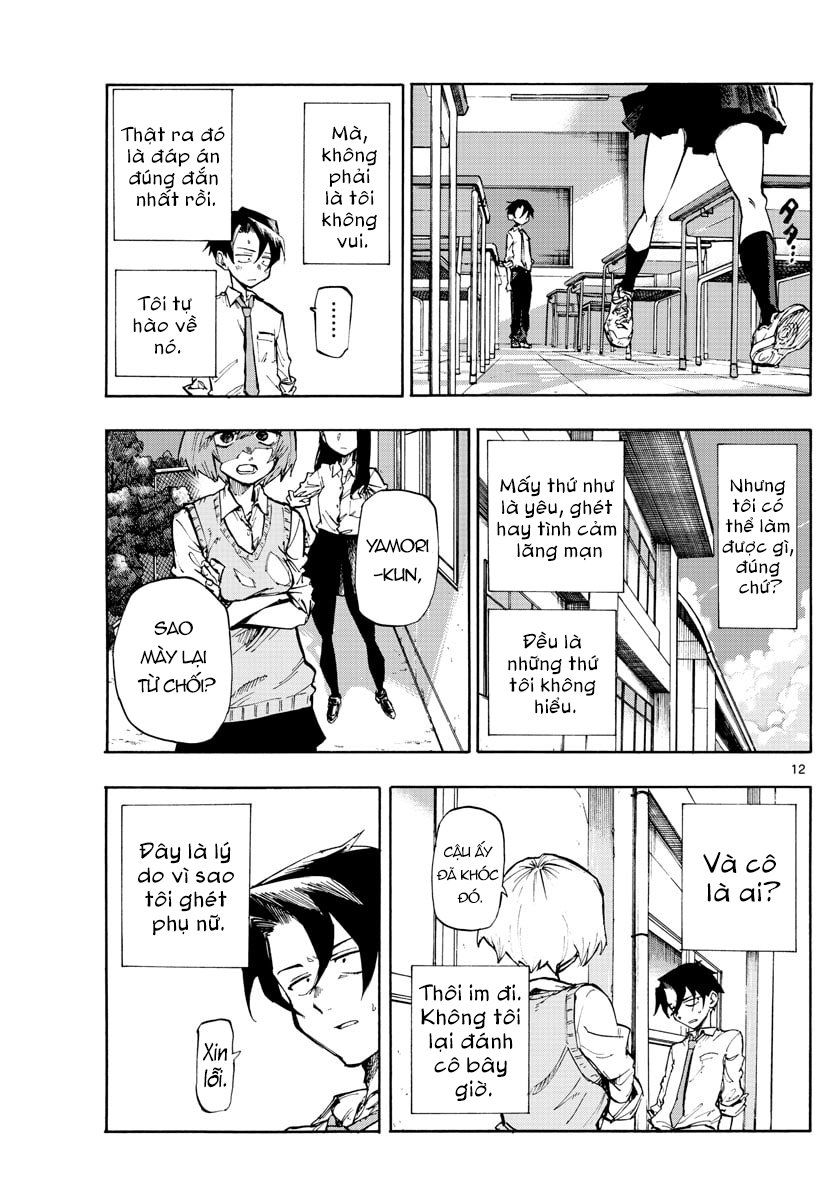 タタ...
Mà,
không
phải
là tôi
không
vui.
Thật ra đó
là đáp án
đúng đắn
nhất rồi.
Tôi tự
hào về
nó.
......
Nhưng
tôi có
thể làm
được gì,
đúng
chứ?
Mấy thứ như
là yêu, ghét
hay tình cảm
lãng mạn
Đều là
những thứ
tôi không
hiểu.
YAMORI
-KUN,
SAO
MÀY LẠI
TỪ CHỐI?
12
Và cô
là ai?
CẬU ẤY
ĐÃ KHÓC
ĐÓ.
Thôi im đi.
Không tôi
lại đánh
cô bây
giờ.
Đây là lý
do vì sao
tôi ghét
phụ nữ.
Xin
lỗi.